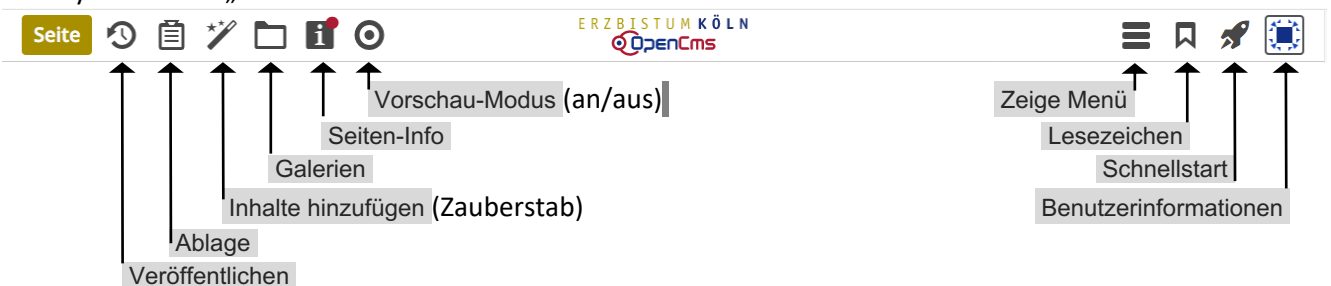 Seite
ERZBISTUM KÖLN
OpenCms
Vorschau-Modus (an/aus)
Zeige Menü
Seiten-Info
Lesezeichen
Galerien
Schnellstart
Inhalte hinzufügen (Zauberstab)
Benutzerinformationen
Ablage
Veröffentlichen